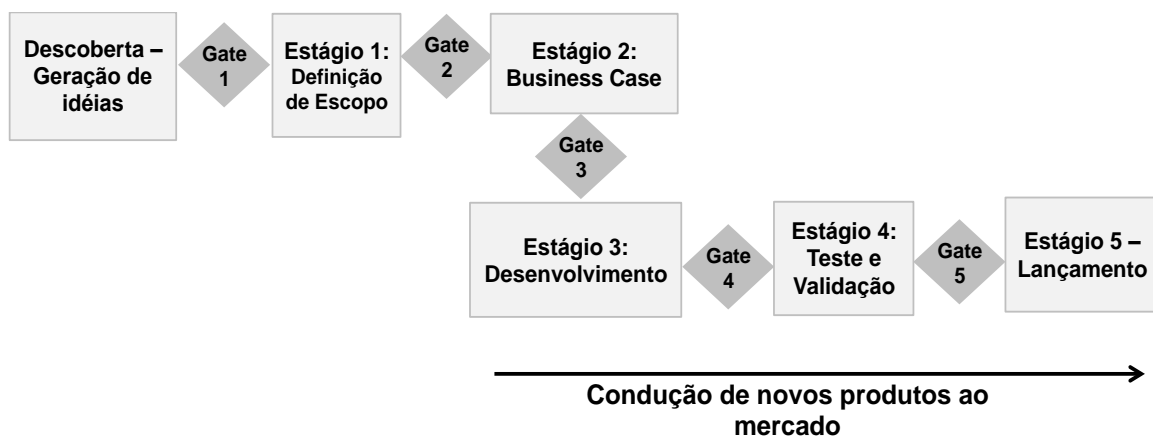 Descoberta –
Geração de
idéias
Gate
1
Estágio 1:
Definição
de Escopo
Gate
2
Estágio 2:
Business Case
Gate
3
Estágio 3:
Desenvolvimento
Gate
4
Estágio 4:
Teste e
Validação
Gate
5
Estágio 5 –
Lançamento
Condução de novos produtos ao
mercado